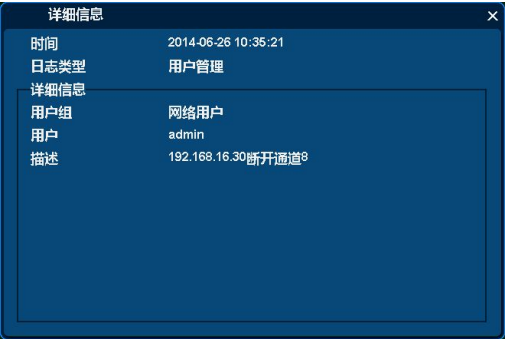 详细信息
时间 2014-06-26 10:35:21
日志类型 用户管理
详细信息
用户组 网络用户
用户 admin
描述 192.168.16.30断开通道8